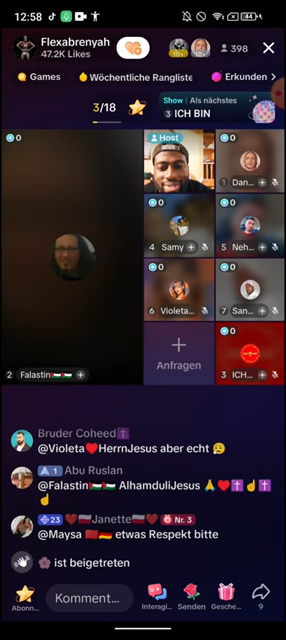 12:58
44
Flexabrenyah
47.2K Likes
398
Games
Wöchentliche Rangliste
Erkunden
3/18
Show | Als nächstes
3 ICH BIN
0
Host
0
1 Dan...
0
4 Samy
0
5 Neh...
0
6 Violeta...
0
7 San...
2 Falastin🇵🇸🇵🇸
Anfragen
0
3 ICH...
Bruder Coheed✝️
@Violeta❤️HerrnJesus aber echt 😥
1 Abu Ruslan
@Falastin🇵🇸🇵🇸 AlhamduliJesus 🙏❤️✝️☝️✝️
☝️
23 ❤️🇵🇱Janette🇵🇱❤️ Nr. 3
@Maysa 🇲🇦🇩🇪 etwas Respekt bitte
🌸 ist beigetreten
Kommentar...
Abonn...
Interagi...
Senden
Gesche...
9